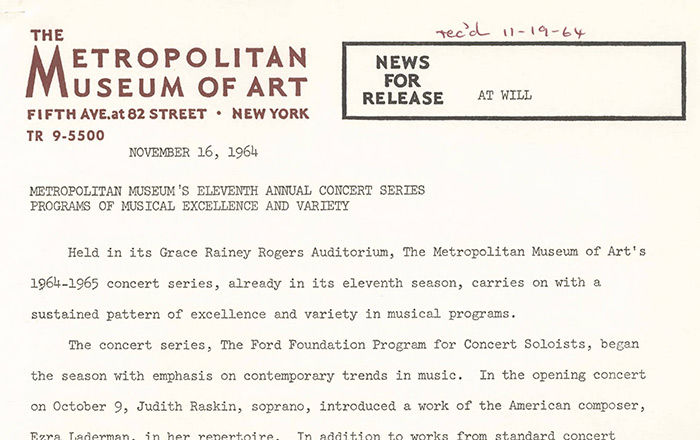 rec'd 11-19-64
THE
METROPOLITAN
MUSEUM OF ART
FIFTH AVE. at 82 STREET • NEW YORK
TR 9-5500
NEWS
FOR
RELEASE
AT WILL
NOVEMBER 16, 1964
METROPOLITAN MUSEUM'S ELEVENTH ANNUAL CONCERT SERIES
PROGRAMS OF MUSICAL EXCELLENCE AND VARIETY
Held in its Grace Rainey Rogers Auditorium, The Metropolitan Museum of Art's
1964-1965 concert series, already in its eleventh season, carries on with a
sustained pattern of excellence and variety in musical programs.
The concert series, The Ford Foundation Program for Concert Soloists, began
the season with emphasis on contemporary trends in music. In the opening concert
on October 9, Judith Raskin, soprano, introduced a work of the American composer,
Ezra Laderman, in her repertoire. In addition to works from standard concert